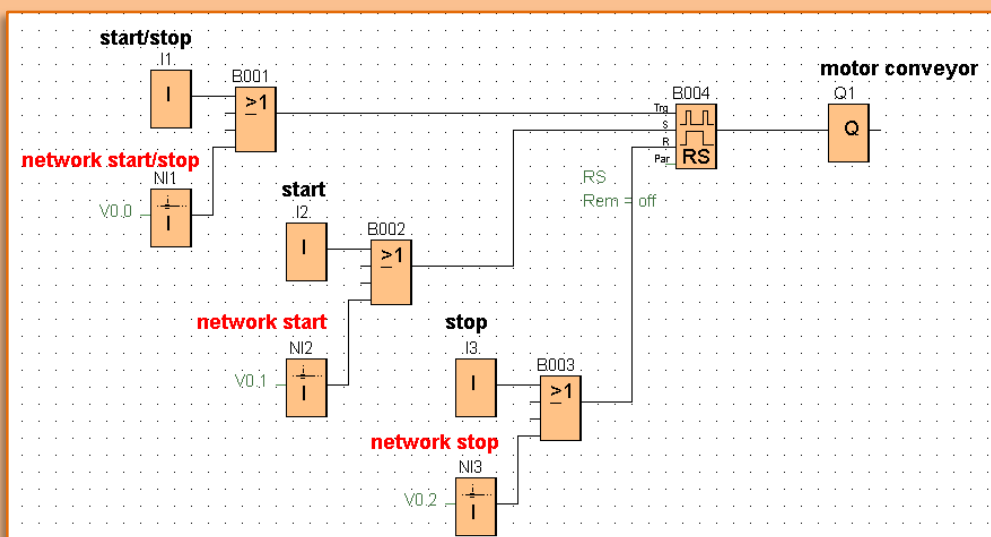 start/stop
I1
I
B001
≥1
network start/stop
NI1
V0.0
I
start
I2
I
B002
≥1
network start
NI2
V0.1
I
stop
I3
I
B003
≥1
network stop
NI3
V0.2
I
B004
Trg
S
R
Par
RS
RS
Rem = off
motor conveyor
Q1
Q